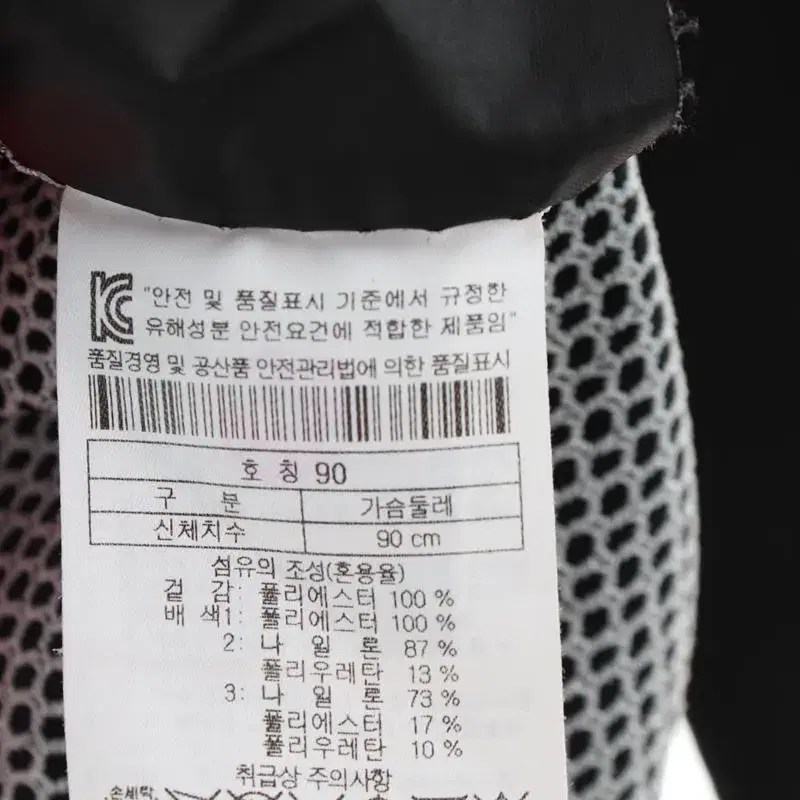 KC "안전 및 품질표시 기준에서 규정한
유해성분 안전요건에 적합한 제품임"
품질경영 및 공산품 안전관리법에 의한 품질표시
호 칭 90
구 분 가슴둘레
신체치수 90 cm
섬유의 조성(혼용율)
겉 감: 폴리에스터 100 %
배 색1: 폴리에스터 100 %
2: 나 일 론 87 %
폴리우레탄 13 %
3: 나 일 론 73 %
폴리에스터 17 %
폴리우레탄 10 %
취급상 주의사항
손세탁